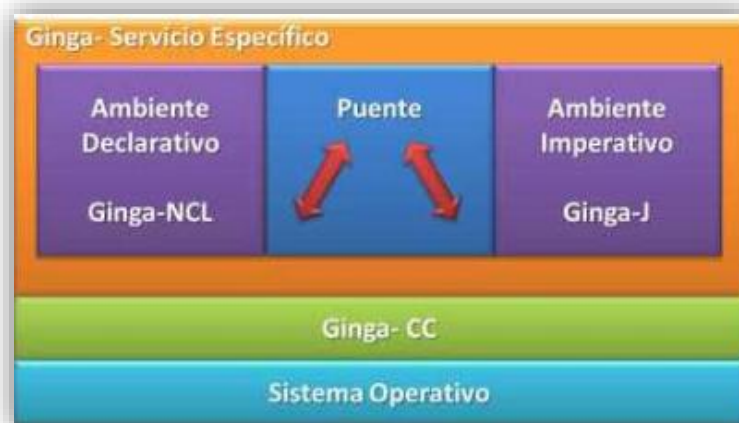 Ginga- Servicio Específico
Ambiente
Declarativo
Ginga-NCL
Puente
Ambiente
Imperativo
Ginga-J
Ginga- CC
Sistema Operativo